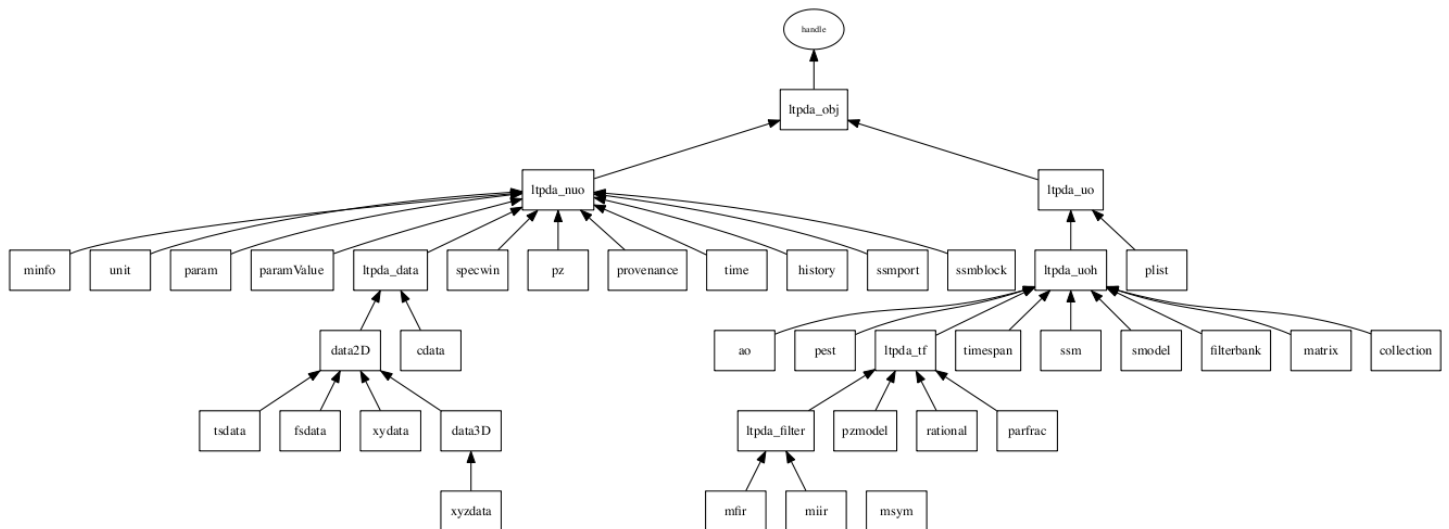 handle
ltpda_obj
ltpda_nuo
ltpda_uo
minfo
unit
param
paramValue
ltpda_data
specwin
pz
provenance
time
history
ssmport
ssmblock
ltpda_uoh
plist
data2D
cdata
ao
pest
ltpda_tf
timespan
ssm
smodel
filterbank
matrix
collection
tsdata
fsdata
xydata
data3D
ltpda_filter
pzmodel
rational
parfrac
xyzdata
mfir
miir
msym